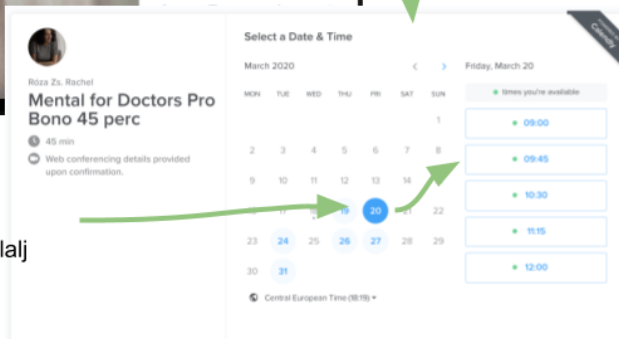 Róza Zs. Rachel
Mental for Doctors Pro
Bono 45 perc
45 min
Web conferencing details provided
upon confirmation.
lalj
Select a Date & Time
March 2020
< >
MON TUE WED THU FRI SAT SUN
1
2 3 4 5 6 7 8
9 10 11 12 13 14
17 18 19 20 21 22
23 24 25 26 27 28 29
30 31
Central European Time (18:19)
Friday, March 20
times you're available
09:00
09:45
10:30
11:15
12:00
Calendly